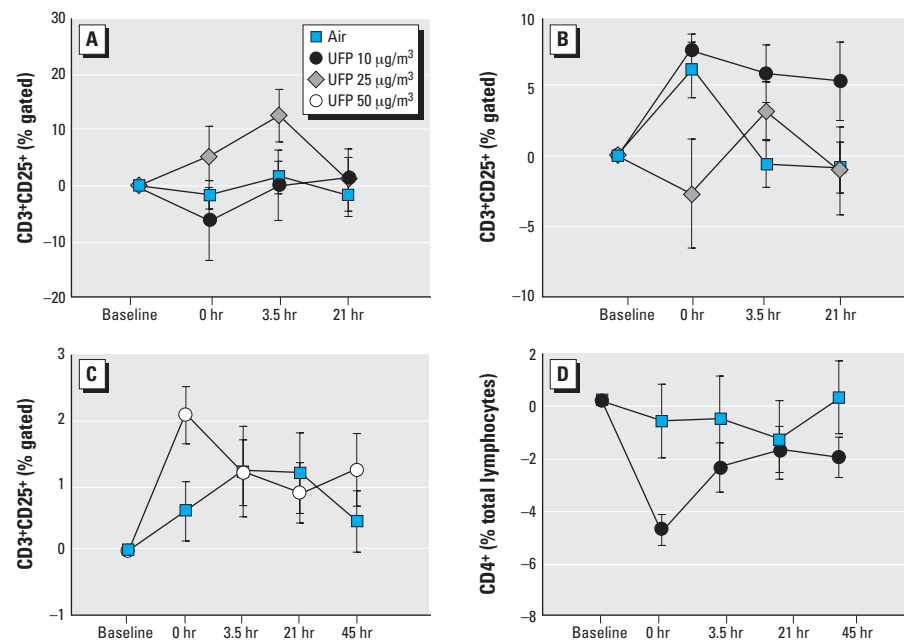 A
Air
UFP 10 μg/m³
UFP 25 μg/m³
UFP 50 μg/m³
CD3⁺CD25⁺ (% gated)
30
20
10
0
–10
–20
Baseline 0 hr 3.5 hr 21 hr
B
CD3⁺CD25⁺ (% gated)
10
5
0
–5
–10
Baseline 0 hr 3.5 hr 21 hr
C
CD3⁺CD25⁺ (% gated)
3
2
1
0
–1
Baseline 0 hr 3.5 hr 21 hr 45 hr
D
CD4⁺ (% total lymphocytes)
2
0
–2
–4
–6
–8
Baseline 0 hr 3.5 hr 21 hr 45 hr